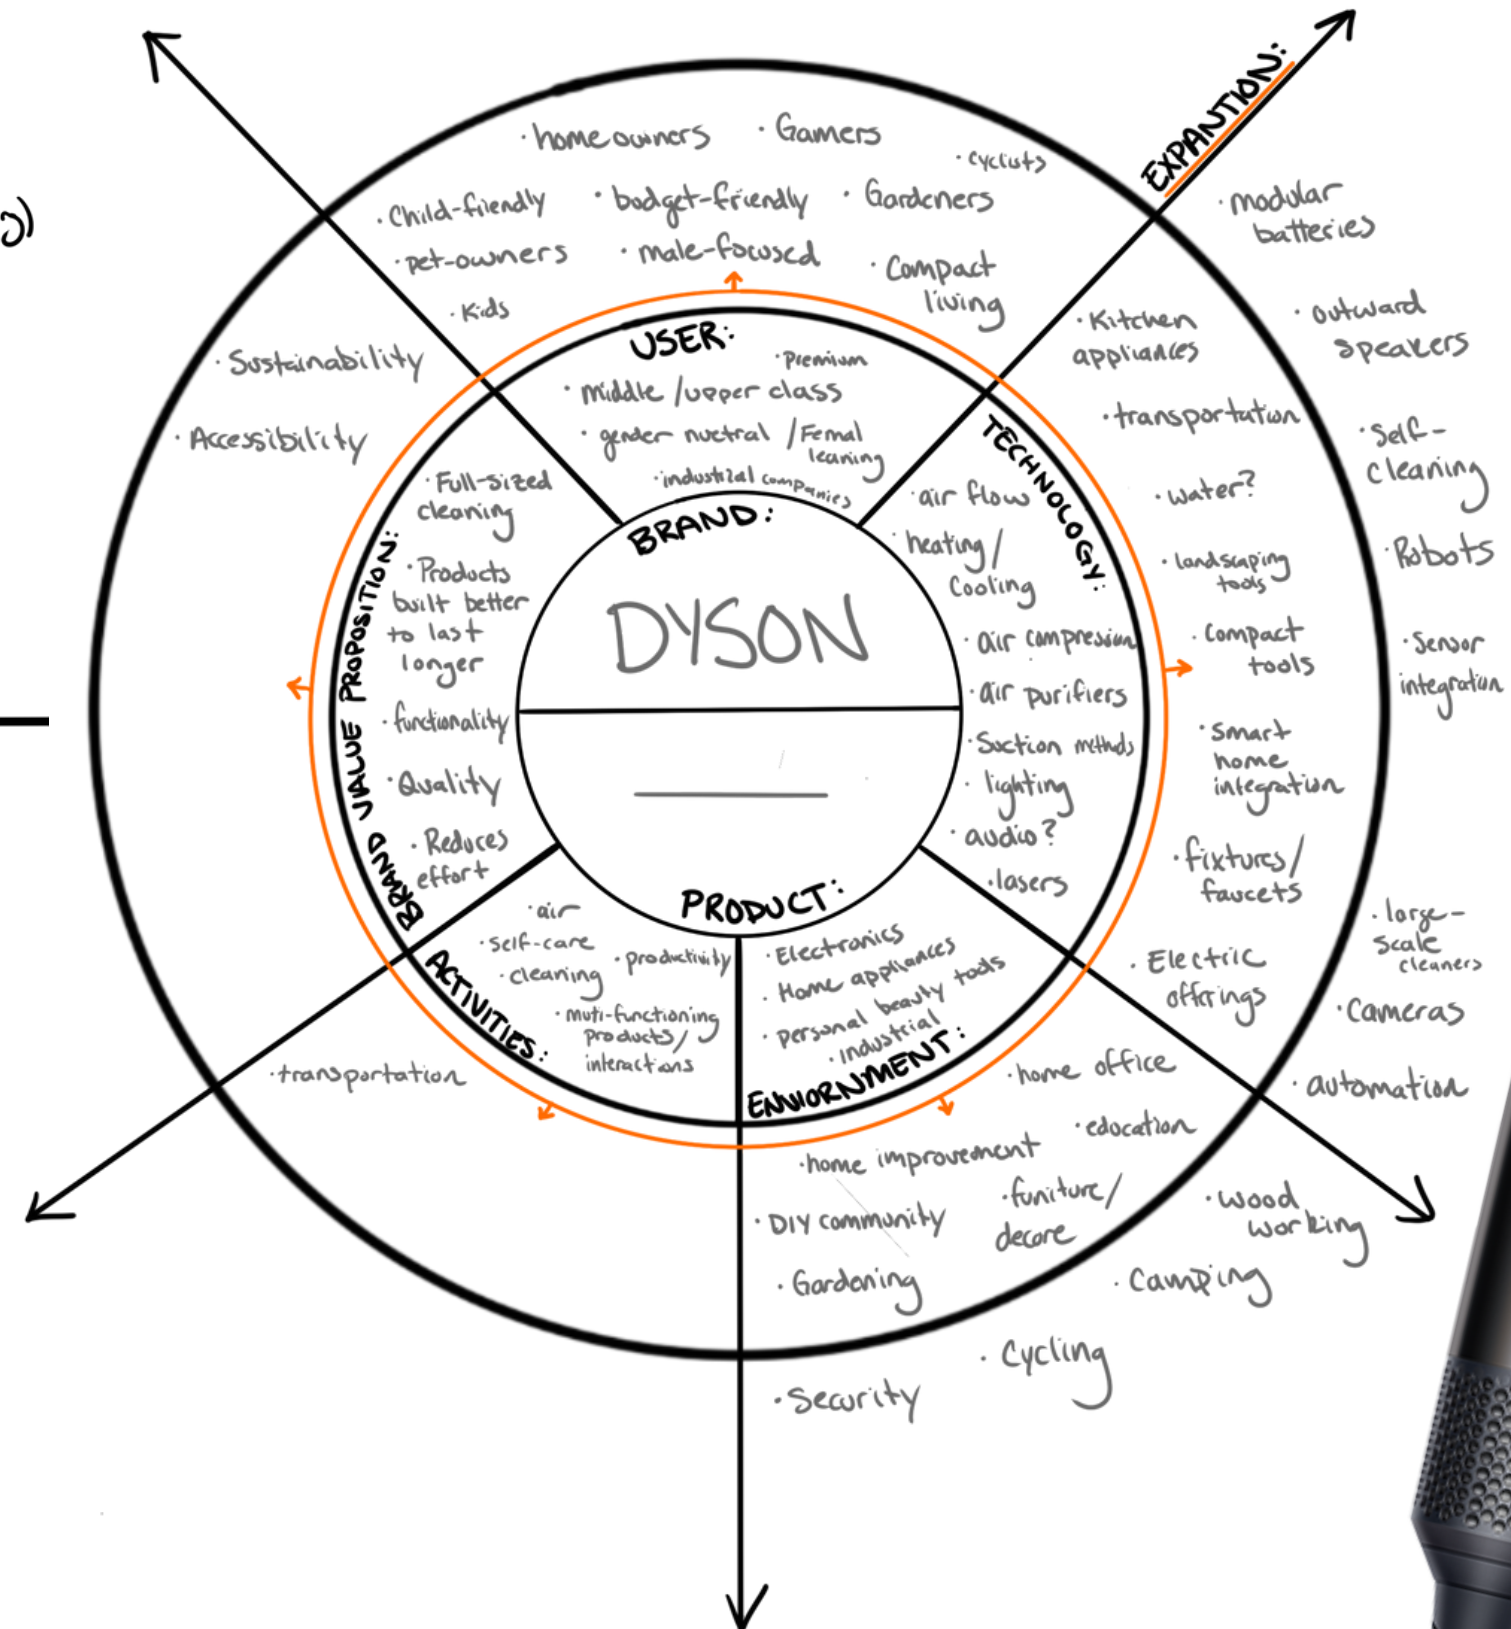 EXPANTION:
· homeowners
· Gamers
· cyclists
· Child-friendly
· budget-friendly
· Gardeners
· pet-owners
· male-focused
· Compact
living
· Kids
USER:
· Premium
· middle / upper class
· gender nuetral / Femal
leaning
· industrial companies
BRAND:
DYSON
PRODUCT:
TECHNOLOGY:
· air flow
· heating /
Cooling
· air compression
· air purifiers
· Suction methods
· lighting
· audio?
· lasers
· Kitchen
appliances
· transportation
· water?
· landscaping
tools
· Compact
tools
· Smart
home
integration
· fixtures/
faucets
· Electric
offerings
· modular
batteries
· outward
speakers
· Self-
cleaning
· Robots
· Sensor
integration
· large-
scale
cleaners
· Cameras
· automation
ENVIORNMENT:
· Electronics
· Home appliances
· personal beauty tools
· industrial
· home office
· education
· home improvement
· funiture/
decore
· DIY community
· Gardening
· wood
working
· Camping
· Cycling
· Security
ACTIVITIES:
· air
· self-care
· productivity
· cleaning
· muti-functioning
products/
interactions
· transportation
BRAND VALUE PROPOSITION:
· Full-sized
cleaning
· Products
built better
to last
longer
· functionality
· Quality
· Reduces
effort
· Sustainability
· Accessibility